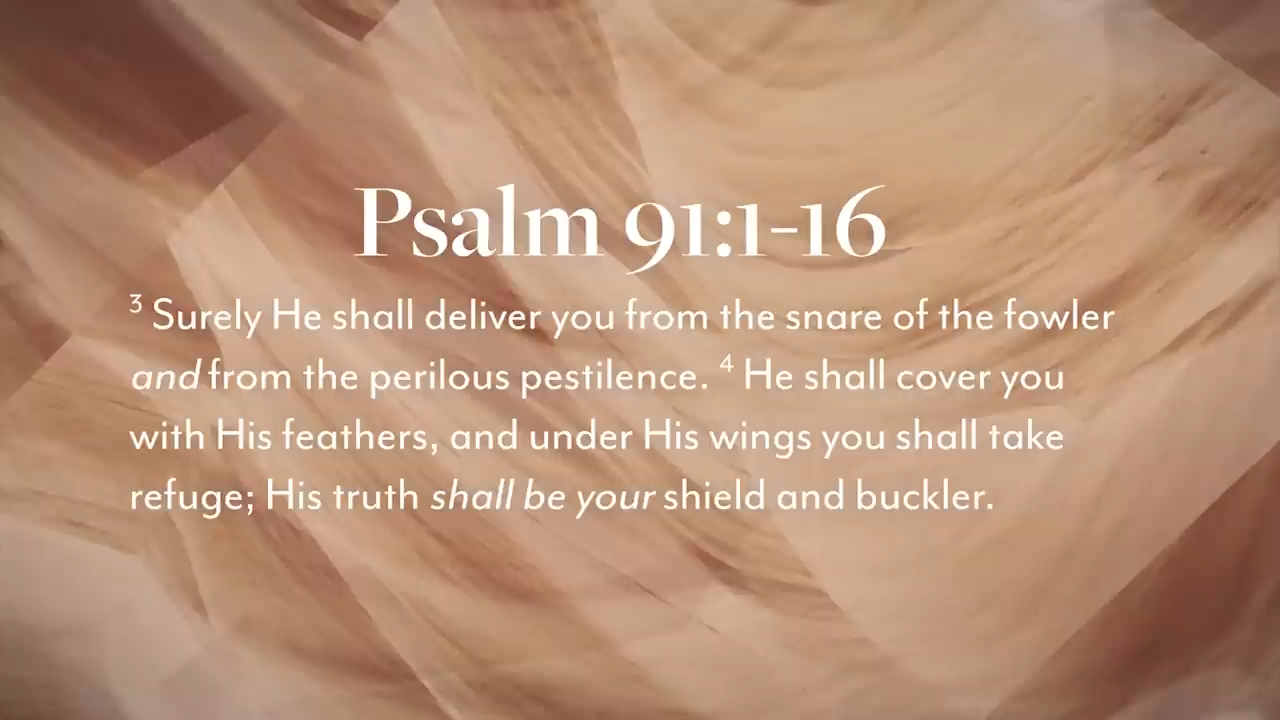 Psalm 91:1-16
³ Surely He shall deliver you from the snare of the fowler
and from the perilous pestilence. ⁴ He shall cover you
with His feathers, and under His wings you shall take
refuge; His truth shall be your shield and buckler.